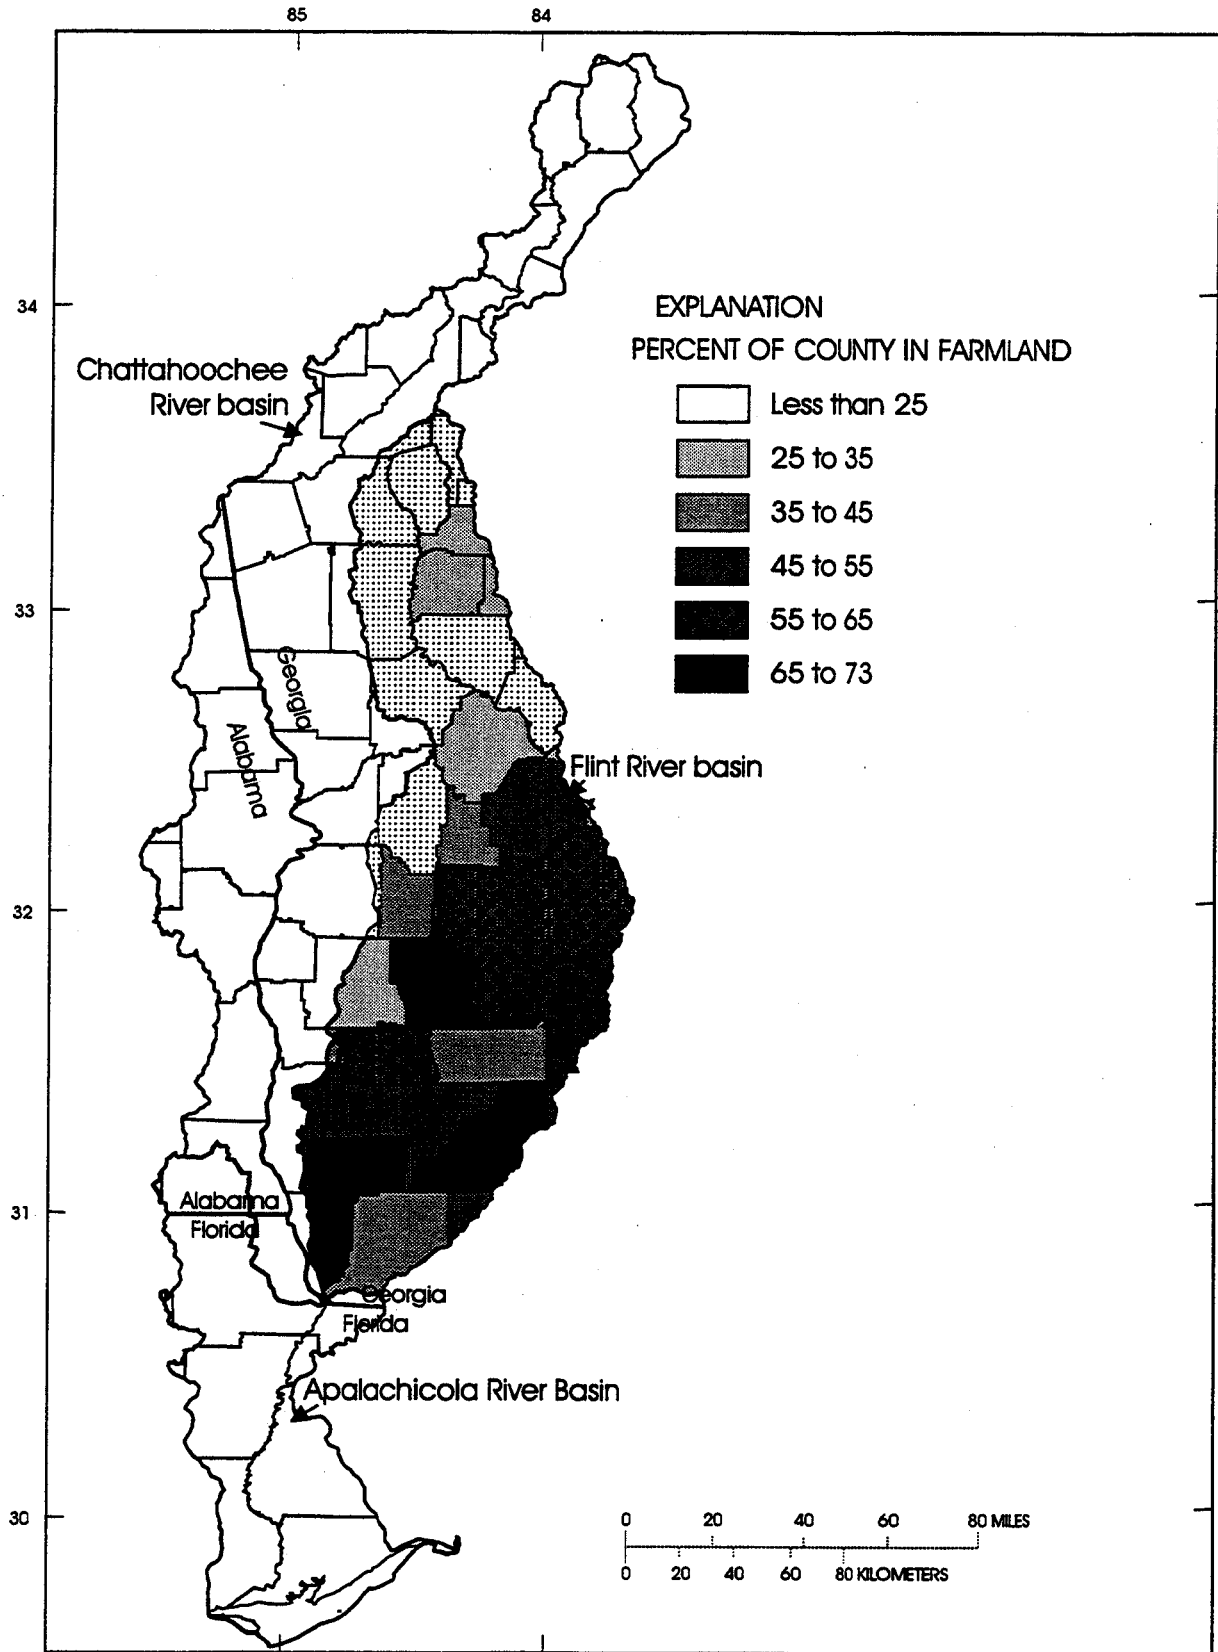 85 84
34
33
32
31
30
EXPLANATION
PERCENT OF COUNTY IN FARMLAND
Less than 25
25 to 35
35 to 45
45 to 55
55 to 65
65 to 73
Chattahoochee
River basin
Georgia
Alabama
Flint River basin
Alabama
Florida
Georgia
Florida
Apalachicola River Basin
0 20 40 60 80 MILES
0 20 40 60 80 KILOMETERS